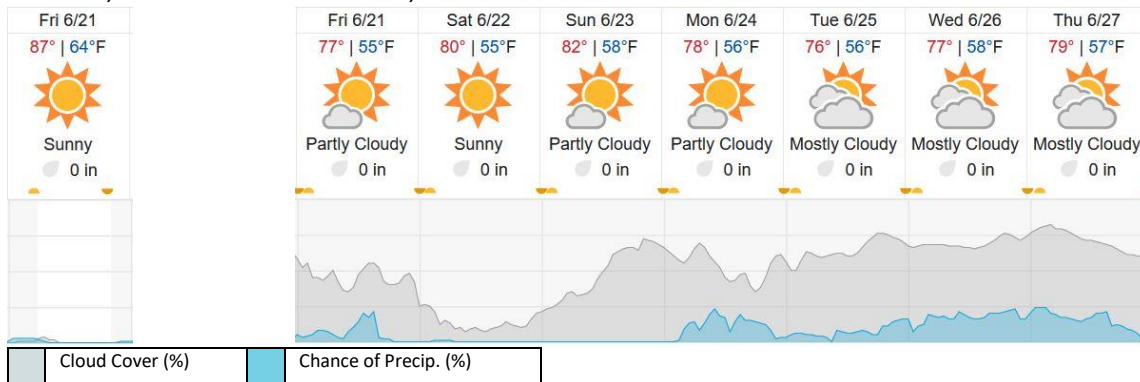 Fri 6/21 Fri 6/21 Sat 6/22 Sun 6/23 Mon 6/24 Tue 6/25 Wed 6/26 Thu 6/27
87° | 64°F 77° | 55°F 80° | 55°F 82° | 58°F 78° | 56°F 76° | 56°F 77° | 58°F 79° | 57°F
Sunny Partly Cloudy Sunny Partly Cloudy Partly Cloudy Mostly Cloudy Mostly Cloudy Mostly Cloudy
0 in 0 in 0 in 0 in 0 in 0 in 0 in 0 in
Cloud Cover (%) Chance of Precip. (%)